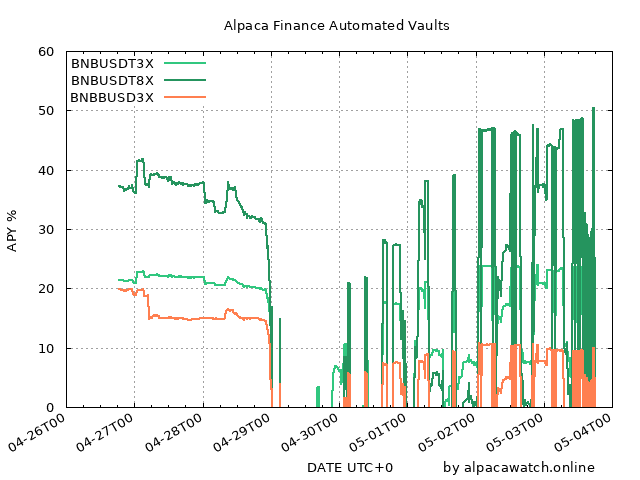 Alpaca Finance Automated Vaults
BNBUSDT3X
BNBUSDT8X
BNBBUSD3X
APY %
60
50
40
30
20
10
0
04-26T00
04-27T00
04-28T00
04-29T00
04-30T00
05-01T00
05-02T00
05-03T00
05-04T00
DATE UTC+0
by alpacawatch.online